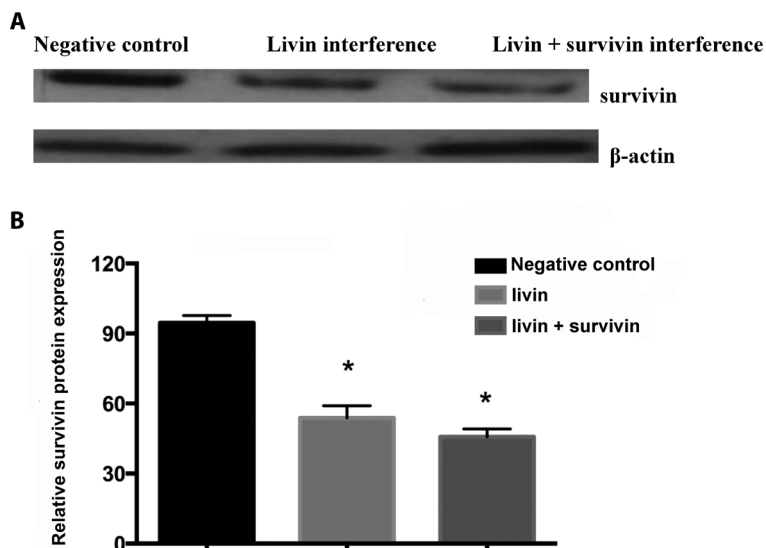 A
Negative control Livin interference Livin + survivin interference
survivin
β-actin
B
Relative survivin protein expression
120
90
60
30
0
Negative control
livin
livin + survivin
*
*